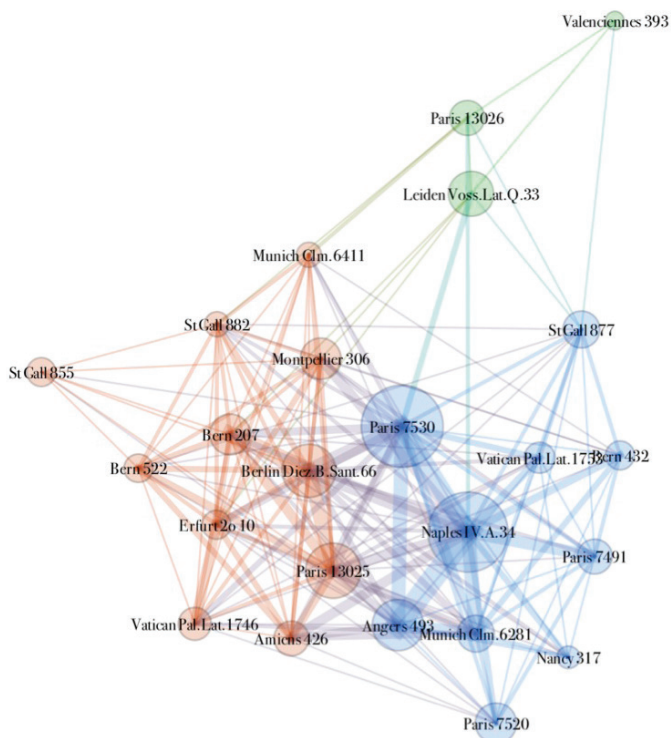 Valenciennes 393
Paris 13026
Leiden Voss.Lat.Q.33
Munich Clm.6411
St Gall 882
St Gall 877
Montpellier 306
St Gall 855
Paris 7530
Bern 207
Vatican Pal.Lat.1753
Bern 432
Bern 522
Berlin Diez.B.Sant.66
Erfurt 2o 10
Naples IV.A.34
Paris 7491
Paris 13025
Vatican Pal.Lat.1746
Amiens 426
Angers 493
Munich Clm.6281
Nancy 317
Paris 7520